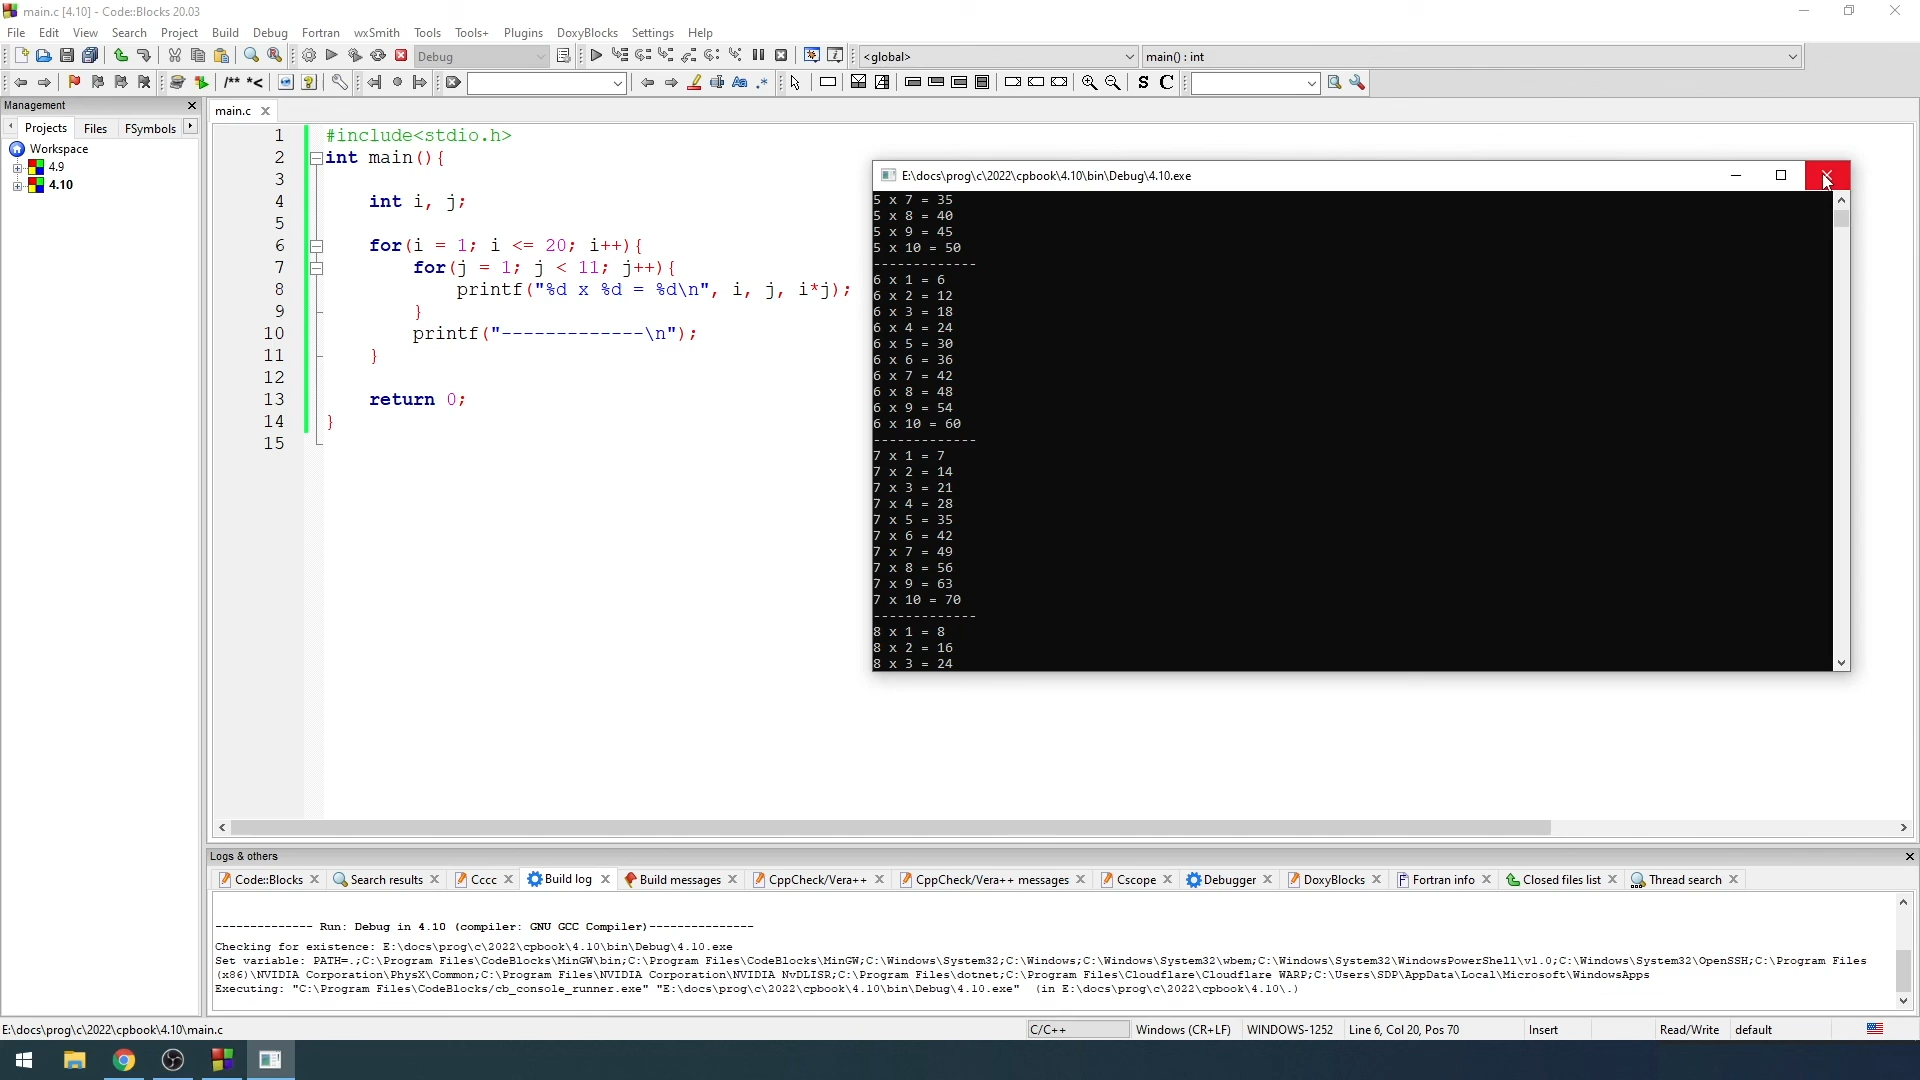 main.c [4.10] - Code::Blocks 20.03
File Edit View Search Project Build Debug Fortran wxSmith Tools Tools+ Plugins DoxyBlocks Settings Help
Debug
<global>
main() : int
/** *<
Aa .*
S C
Management
Projects Files FSymbols
Workspace
4.9
4.10
main.c
1 #include<stdio.h>
2 int main(){
3
4 int i, j;
5
6 for(i = 1; i <= 20; i++){
7 for(j = 1; j < 11; j++){
8 printf("%d x %d = %d\n", i, j, i*j);
9 }
10 printf("-------------\n");
11 }
12
13 return 0;
14 }
15
E:\docs\prog\c\2022\cpbook\4.10\bin\Debug\4.10.exe
5 x 7 = 35
5 x 8 = 40
5 x 9 = 45
5 x 10 = 50
-------------
6 x 1 = 6
6 x 2 = 12
6 x 3 = 18
6 x 4 = 24
6 x 5 = 30
6 x 6 = 36
6 x 7 = 42
6 x 8 = 48
6 x 9 = 54
6 x 10 = 60
-------------
7 x 1 = 7
7 x 2 = 14
7 x 3 = 21
7 x 4 = 28
7 x 5 = 35
7 x 6 = 42
7 x 7 = 49
7 x 8 = 56
7 x 9 = 63
7 x 10 = 70
-------------
8 x 1 = 8
8 x 2 = 16
8 x 3 = 24
Logs & others
Code::Blocks Search results Cccc Build log Build messages CppCheck/Vera++ CppCheck/Vera++ messages Cscope Debugger DoxyBlocks Fortran info Closed files list Thread search
-------------- Run: Debug in 4.10 (compiler: GNU GCC Compiler)---------------
Checking for existence: E:\docs\prog\c\2022\cpbook\4.10\bin\Debug\4.10.exe
Set variable: PATH=.;C:\Program Files\CodeBlocks\MinGW\bin;C:\Program Files\CodeBlocks\MinGW;C:\Windows\System32;C:\Windows;C:\Windows\System32\wbem;C:\Windows\System32\WindowsPowerShell\v1.0;C:\Windows\System32\OpenSSH;C:\Program Files
(x86)\NVIDIA Corporation\PhysX\Common;C:\Program Files\NVIDIA Corporation\NVIDIA NvDLISR;C:\Program Files\dotnet;C:\Program Files\Cloudflare\Cloudflare WARP;C:\Users\SDP\AppData\Local\Microsoft\WindowsApps
Executing: "C:\Program Files\CodeBlocks/cb_console_runner.exe" "E:\docs\prog\c\2022\cpbook\4.10\bin\Debug\4.10.exe" (in E:\docs\prog\c\2022\cpbook\4.10\.)
E:\docs\prog\c\2022\cpbook\4.10\main.c
C/C++
Windows (CR+LF)
WINDOWS-1252
Line 6, Col 20, Pos 70
Insert
Read/Write
default